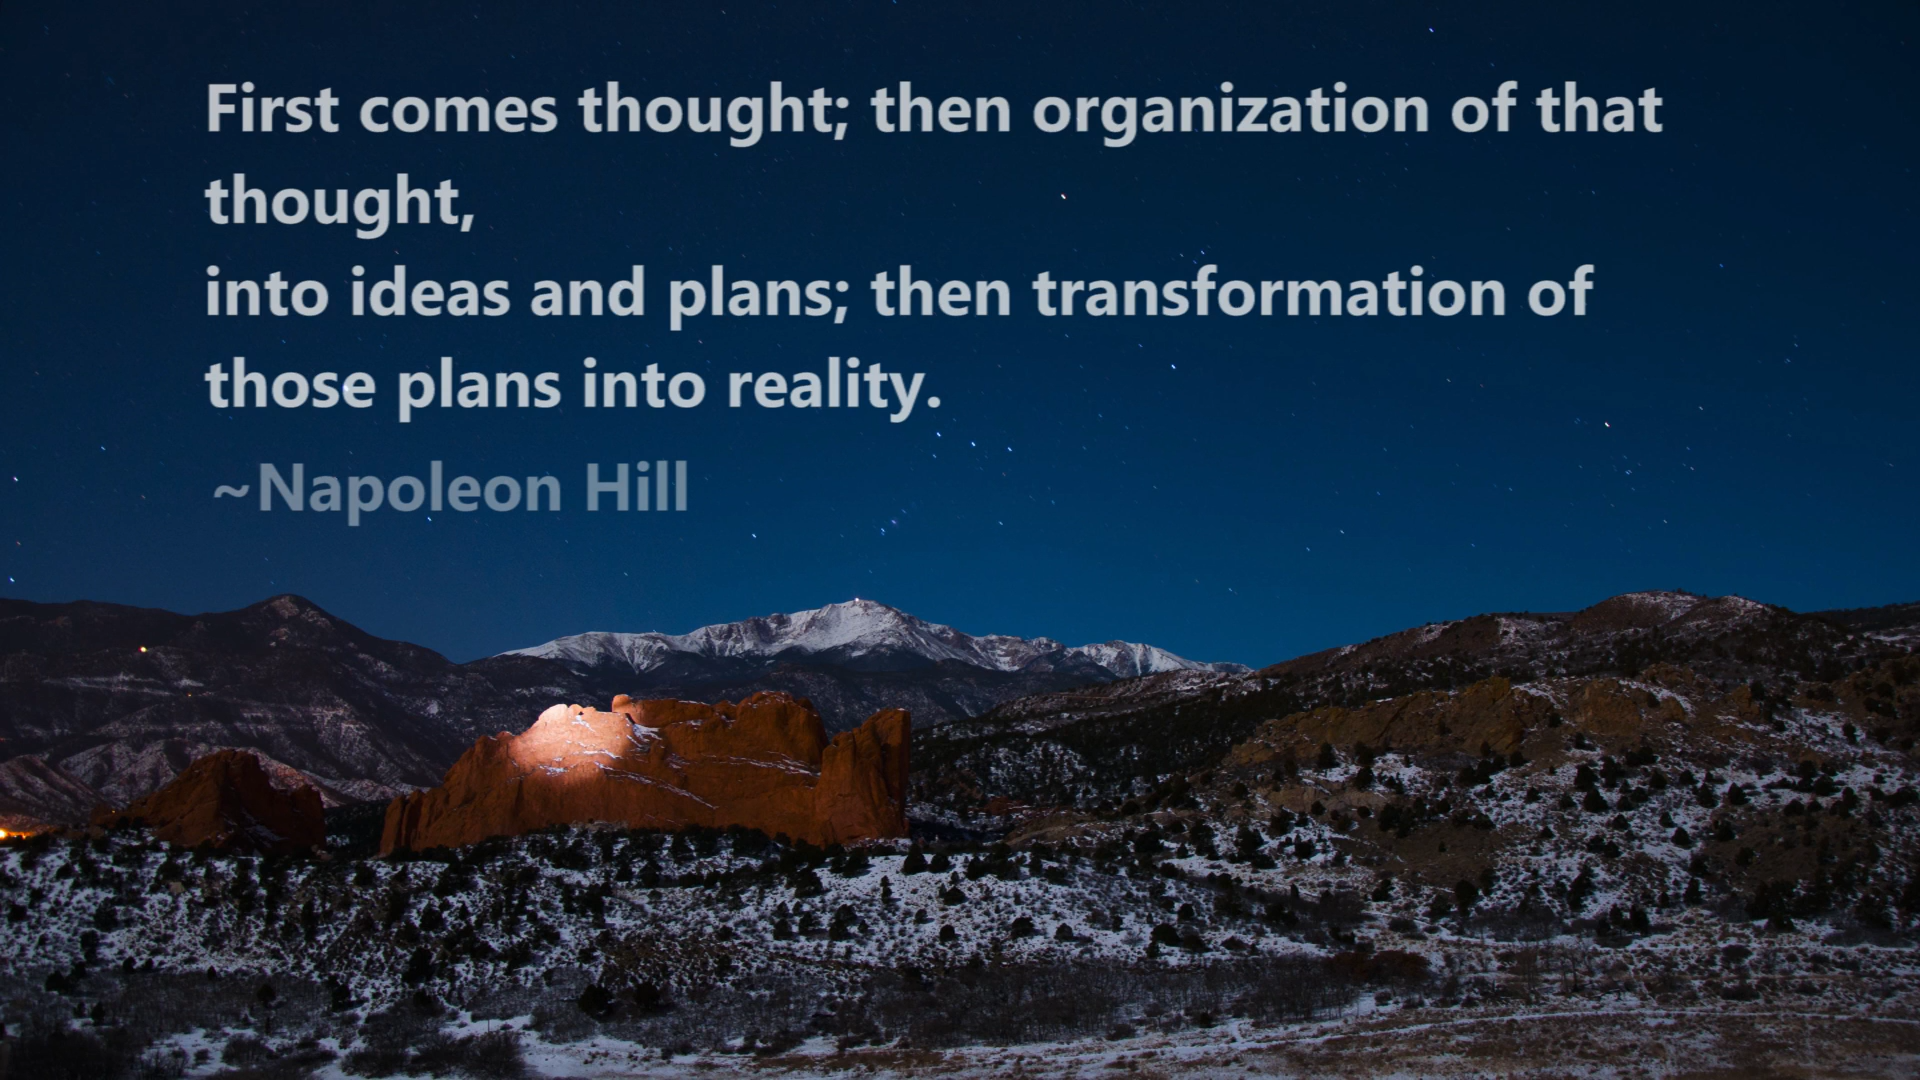 First comes thought; then organization of that
thought,
into ideas and plans; then transformation of
those plans into reality.
~Napoleon Hill